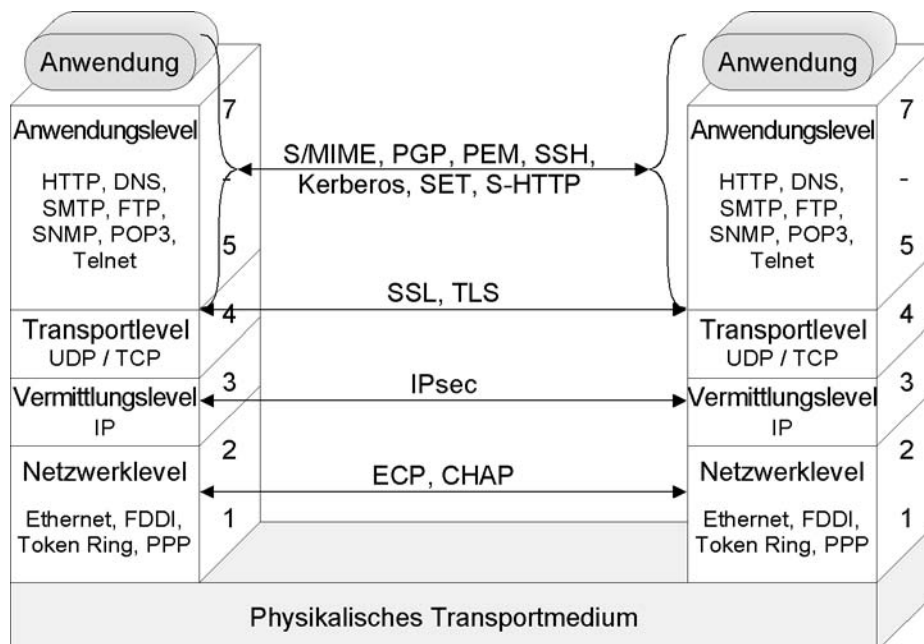 Anwendung
7
Anwendungslevel
HTTP, DNS,
-
SMTP, FTP,
SNMP, POP3,
5
Telnet
4
Transportlevel
UDP / TCP
3
Vermittlungslevel
IP
2
Netzwerklevel
1
Ethernet, FDDI,
Token Ring, PPP
S/MIME, PGP, PEM, SSH,
Kerberos, SET, S-HTTP
SSL, TLS
IPsec
ECP, CHAP
Anwendung
7
Anwendungslevel
HTTP, DNS,
-
SMTP, FTP,
SNMP, POP3,
5
Telnet
4
Transportlevel
UDP / TCP
3
Vermittlungslevel
IP
2
Netzwerklevel
1
Ethernet, FDDI,
Token Ring, PPP
Physikalisches Transportmedium